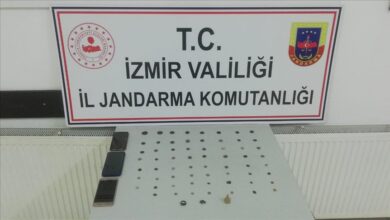 T.C.
İZMİR VALİLİĞİ
İL JANDARMA KOMUTANLIĞI